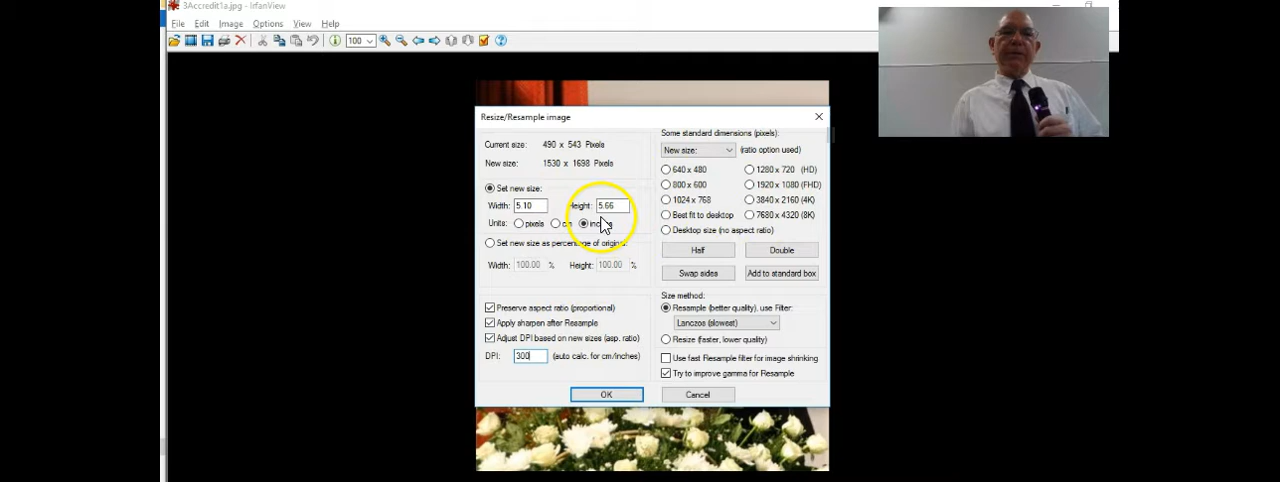 3Accredit1a.jpg - IrfanView
File Edit Image Options View Help
100
Resize/Resample image
Current size: 490 x 543 Pixels
New size: 1530 x 1698 Pixels
Set new size:
Width: 5.10 Height: 5.66
Units: pixels
Set new size as percentage of original:
Width: 100.00 % Height: 100.00 %
Preserve aspect ratio (proportional)
Apply sharpen after Resample
Adjust DPI based on new sizes (asp. ratio)
DPI: 300 (auto calc. for cm/inches)
Some standard dimensions (pixels):
New size: (ratio option used)
640 x 480 1280 x 720 (HD)
800 x 600 1920 x 1080 (FHD)
1024 x 768 3840 x 2160 (4K)
Best fit to desktop 7680 x 4320 (8K)
Desktop size (no aspect ratio)
Half Double
Swap sides Add to standard box
Size method:
Resample (better quality), use Filter:
Lanczos (slowest)
Resize (faster, lower quality)
Use fast Resample filter for image shrinking
Try to improve gamma for Resample
OK Cancel